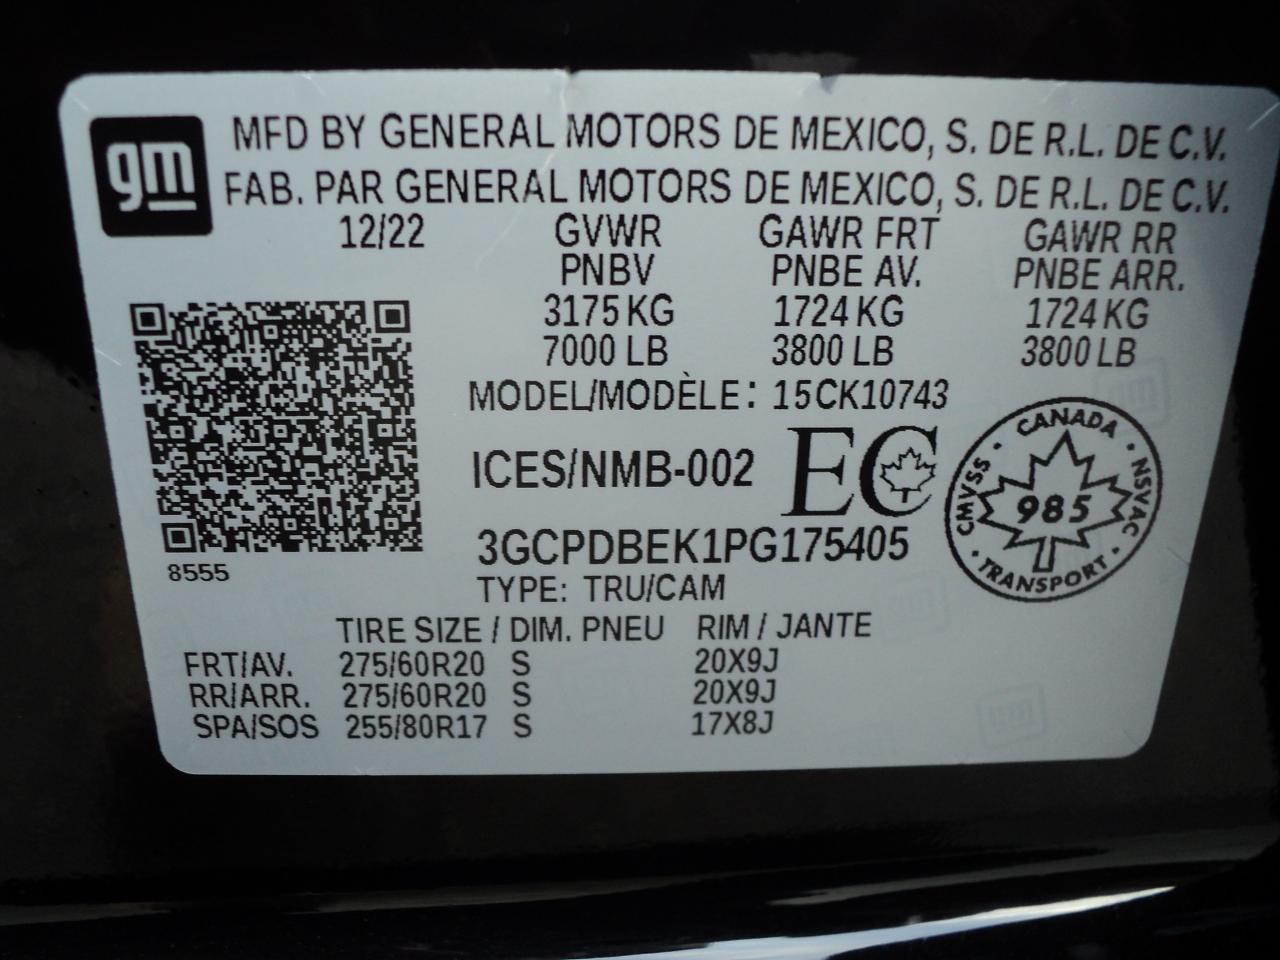 gm
MFD BY GENERAL MOTORS DE MEXICO, S. DE R.L. DE C.V.
FAB. PAR GENERAL MOTORS DE MEXICO, S. DE R.L. DE C.V.
12/22 GVWR GAWR FRT GAWR RR
PNBV PNBE AV. PNBE ARR.
3175 KG 1724 KG 1724 KG
7000 LB 3800 LB 3800 LB
MODEL/MODÈLE: 15CK10743
ICES/NMB-002 EC
CANADA
CMVSS 985 NSVAC
TRANSPORT
3GCPDBEK1PG175405
8555
TYPE: TRU/CAM
TIRE SIZE / DIM. PNEU RIM / JANTE
FRT/AV. 275/60R20 S 20X9J
RR/ARR. 275/60R20 S 20X9J
SPA/SOS 255/80R17 S 17X8J